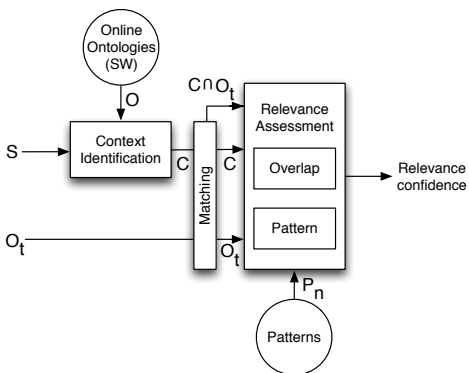 Online
Ontologies
(SW)
O
C∩Ot
Relevance
Assessment
S
Context
Identification
C
Matching
C
Overlap
Relevance
confidence
Pattern
Ot
Ot
Pn
Patterns